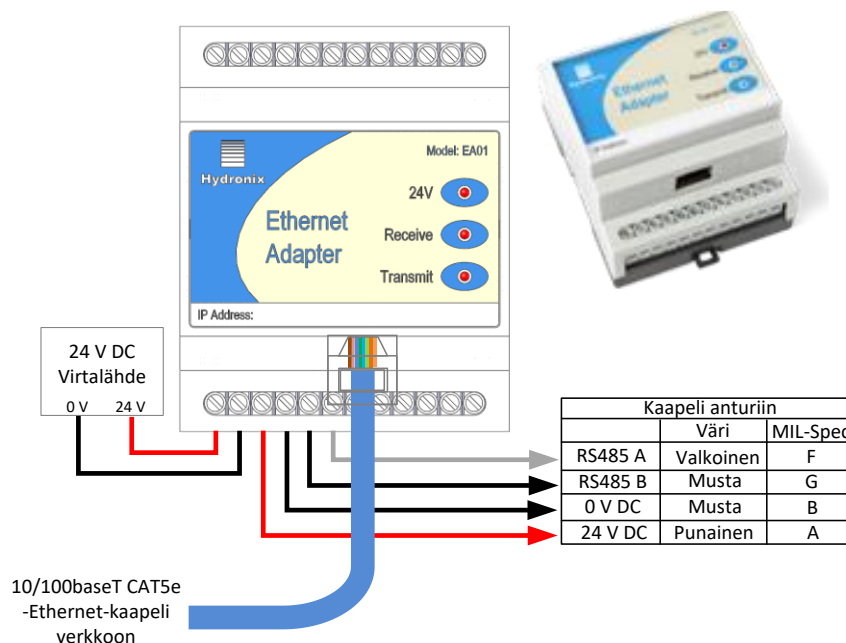 Hydronix
Model: EA01
24V
Ethernet
Adapter
Receive
Transmit
IP Address:
Ethernet
Adapter
Receive
Transmit
24 V DC
Virtalähde
0 V 24 V
Kaapeli anturiin
Väri MIL-Spec
RS485 A Valkoinen F
RS485 B Musta G
0 V DC Musta B
24 V DC Punainen A
10/100baseT CAT5e
-Ethernet-kaapeli
verkkoon